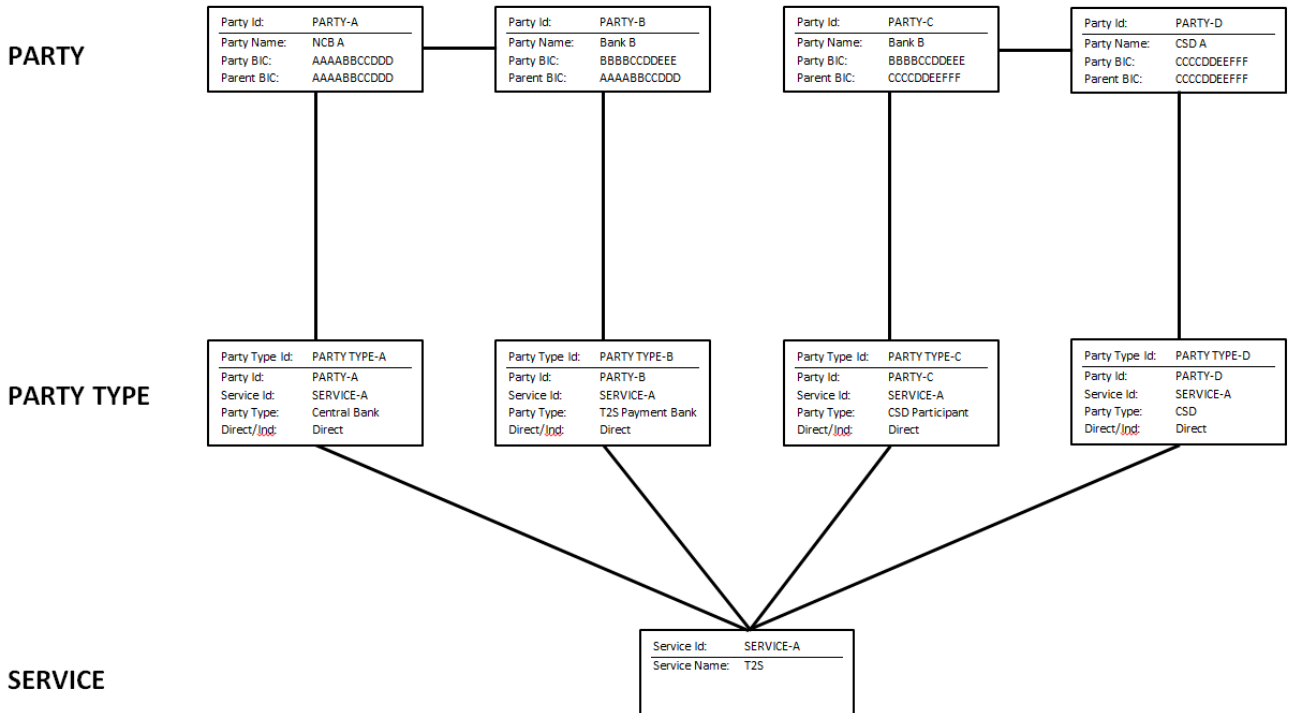 PARTY
Party Id: PARTY-A
Party Name: NCB A
Party BIC: AAAABBCCDDD
Parent BIC: AAAABBCCDDD
Party Id: PARTY-B
Party Name: Bank B
Party BIC: BBBBCCDDEEE
Parent BIC: AAAABBCCDDD
Party Id: PARTY-C
Party Name: Bank B
Party BIC: BBBBCCDDEEE
Parent BIC: CCCCDDEEFFF
Party Id: PARTY-D
Party Name: CSD A
Party BIC: CCCCDDEEFFF
Parent BIC: CCCCDDEEFFF
PARTY TYPE
Party Type Id: PARTY TYPE-A
Party Id: PARTY-A
Service Id: SERVICE-A
Party Type: Central Bank
Direct/Ind: Direct
Party Type Id: PARTY TYPE-B
Party Id: PARTY-B
Service Id: SERVICE-A
Party Type: T2S Payment Bank
Direct/Ind: Direct
Party Type Id: PARTY TYPE-C
Party Id: PARTY-C
Service Id: SERVICE-A
Party Type: CSD Participant
Direct/Ind: Direct
Party Type Id: PARTY TYPE-D
Party Id: PARTY-D
Service Id: SERVICE-A
Party Type: CSD
Direct/Ind: Direct
SERVICE
Service Id: SERVICE-A
Service Name: T2S